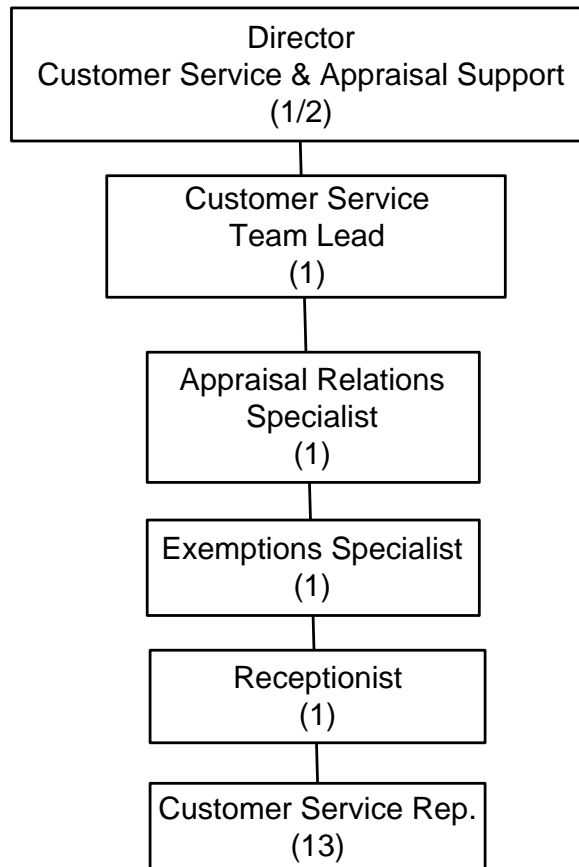 Director
Customer Service & Appraisal Support
(1/2)
Customer Service
Team Lead
(1)
Appraisal Relations
Specialist
(1)
Exemptions Specialist
(1)
Receptionist
(1)
Customer Service Rep.
(13)